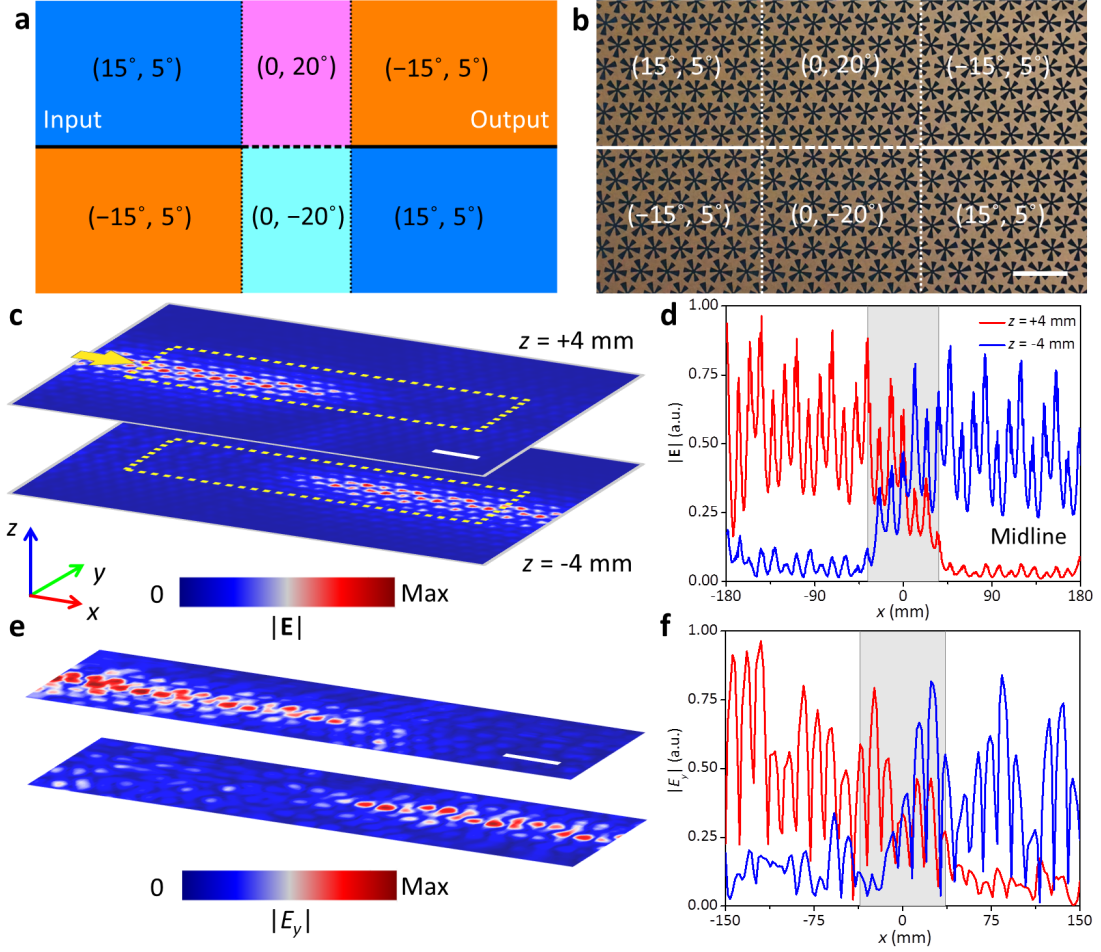 a
(15˚, 5˚)
(0, 20˚)
(−15˚, 5˚)
Input
Output
(−15˚, 5˚)
(0, −20˚)
(15˚, 5˚)
b
(15˚, 5˚)
(0, 20˚)
(−15˚, 5˚)
(−15˚, 5˚)
(0, −20˚)
(15˚, 5˚)
c
z = +4 mm
z = -4 mm
z
y
x
0
Max
|E|
d
1.00
0.75
0.50
0.25
0.00
|E| (a.u.)
z = +4 mm
z = -4 mm
Midline
-180
-90
0
90
180
x (mm)
e
0
Max
|Ey|
f
1.00
0.75
0.50
0.25
0.00
|Ey| (a.u.)
-150
-75
0
75
150
x (mm)